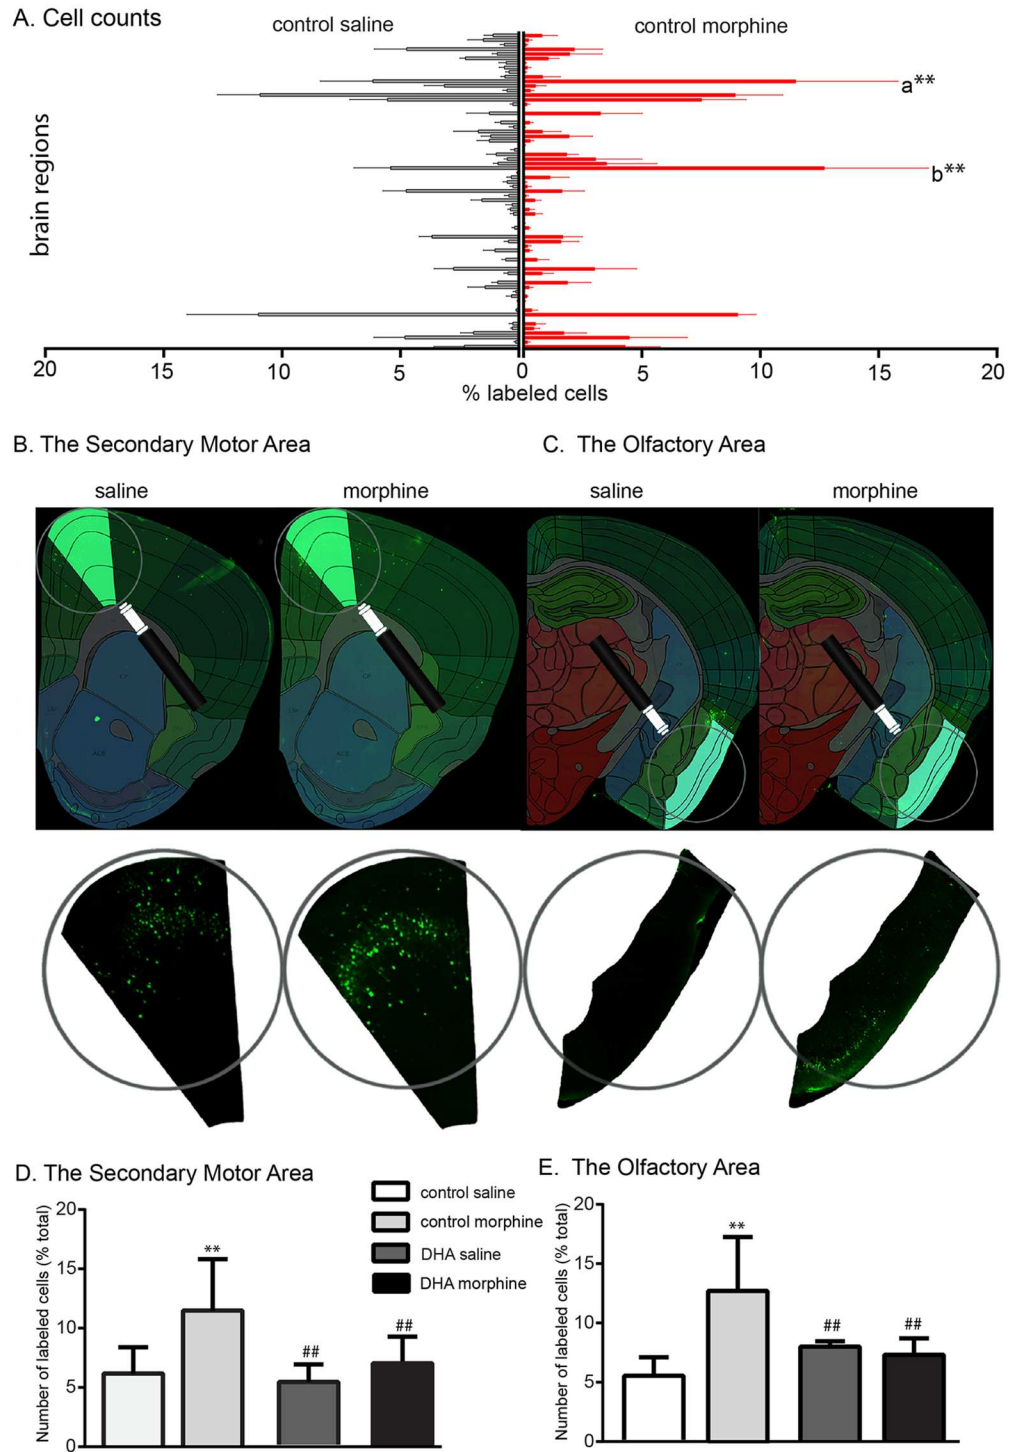 A. Cell counts
control saline
control morphine
a**
b**
brain regions
20
15
10
5
0
5
10
15
20
% labeled cells
B. The Secondary Motor Area
C. The Olfactory Area
saline
morphine
saline
morphine
CP
ACB
D. The Secondary Motor Area
E. The Olfactory Area
control saline
control morphine
DHA saline
DHA morphine
Number of labeled cells (% total)
20
15
10
5
0
**
##
##
Number of labeled cells (% total)
20
15
10
5
0
**
##
##